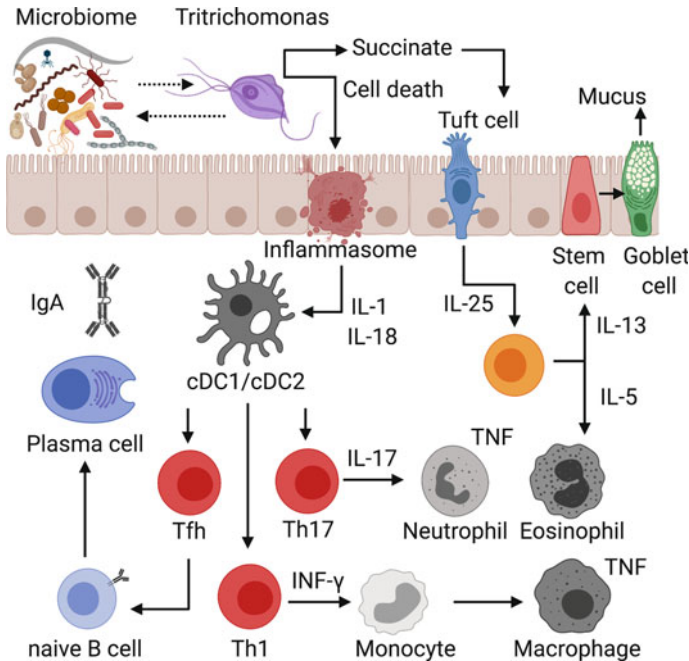 Microbiome
Tritrichomonas
Succinate
Cell death
Mucus
Tuft cell
Inflammasome
Stem
cell
Goblet
cell
IgA
IL-1
IL-18
IL-25
IL-13
IL-5
cDC1/cDC2
Plasma cell
IL-17
TNF
Tfh
Th17
Neutrophil
Eosinophil
INF-γ
TNF
naive B cell
Th1
Monocyte
Macrophage